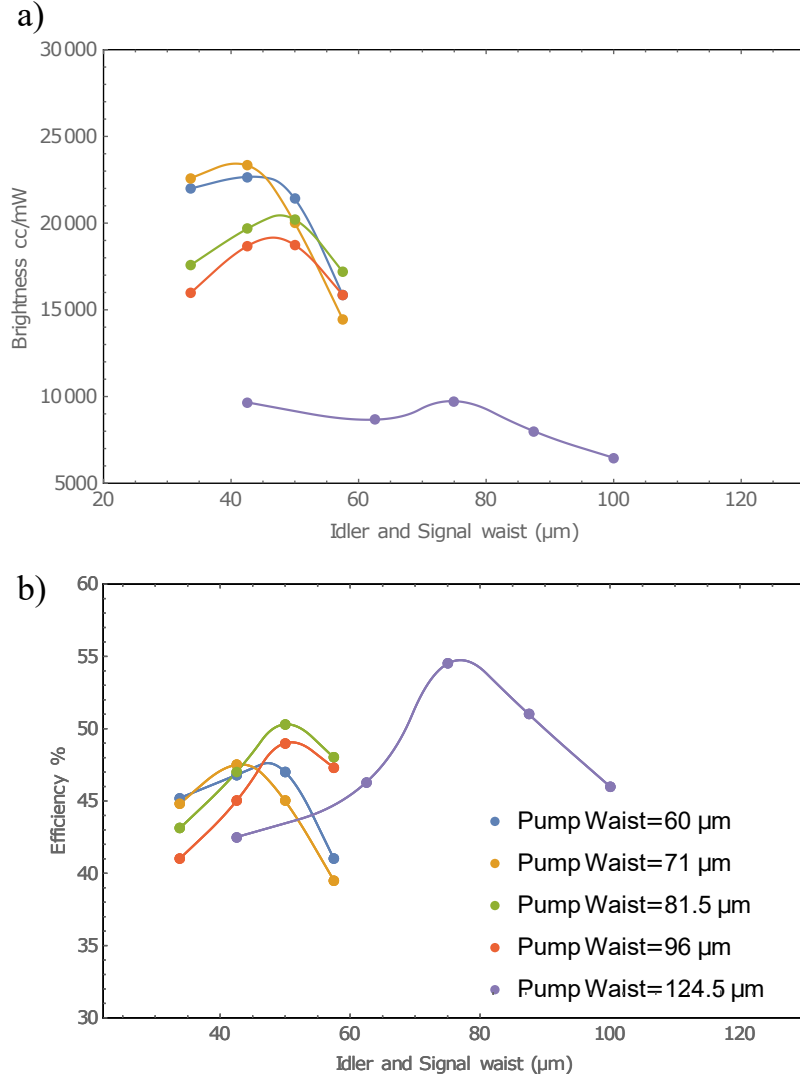 a)
30000
25000
20000
15000
10000
5000
Brightness cc/mW
20 40 60 80 100 120
Idler and Signal waist (µm)
b)
60
55
50
45
40
35
30
Efficiency %
Pump Waist=60 µm
Pump Waist=71 µm
Pump Waist=81.5 µm
Pump Waist=96 µm
Pump Waist=124.5 µm
20 40 60 80 100 120
Idler and Signal waist (µm)